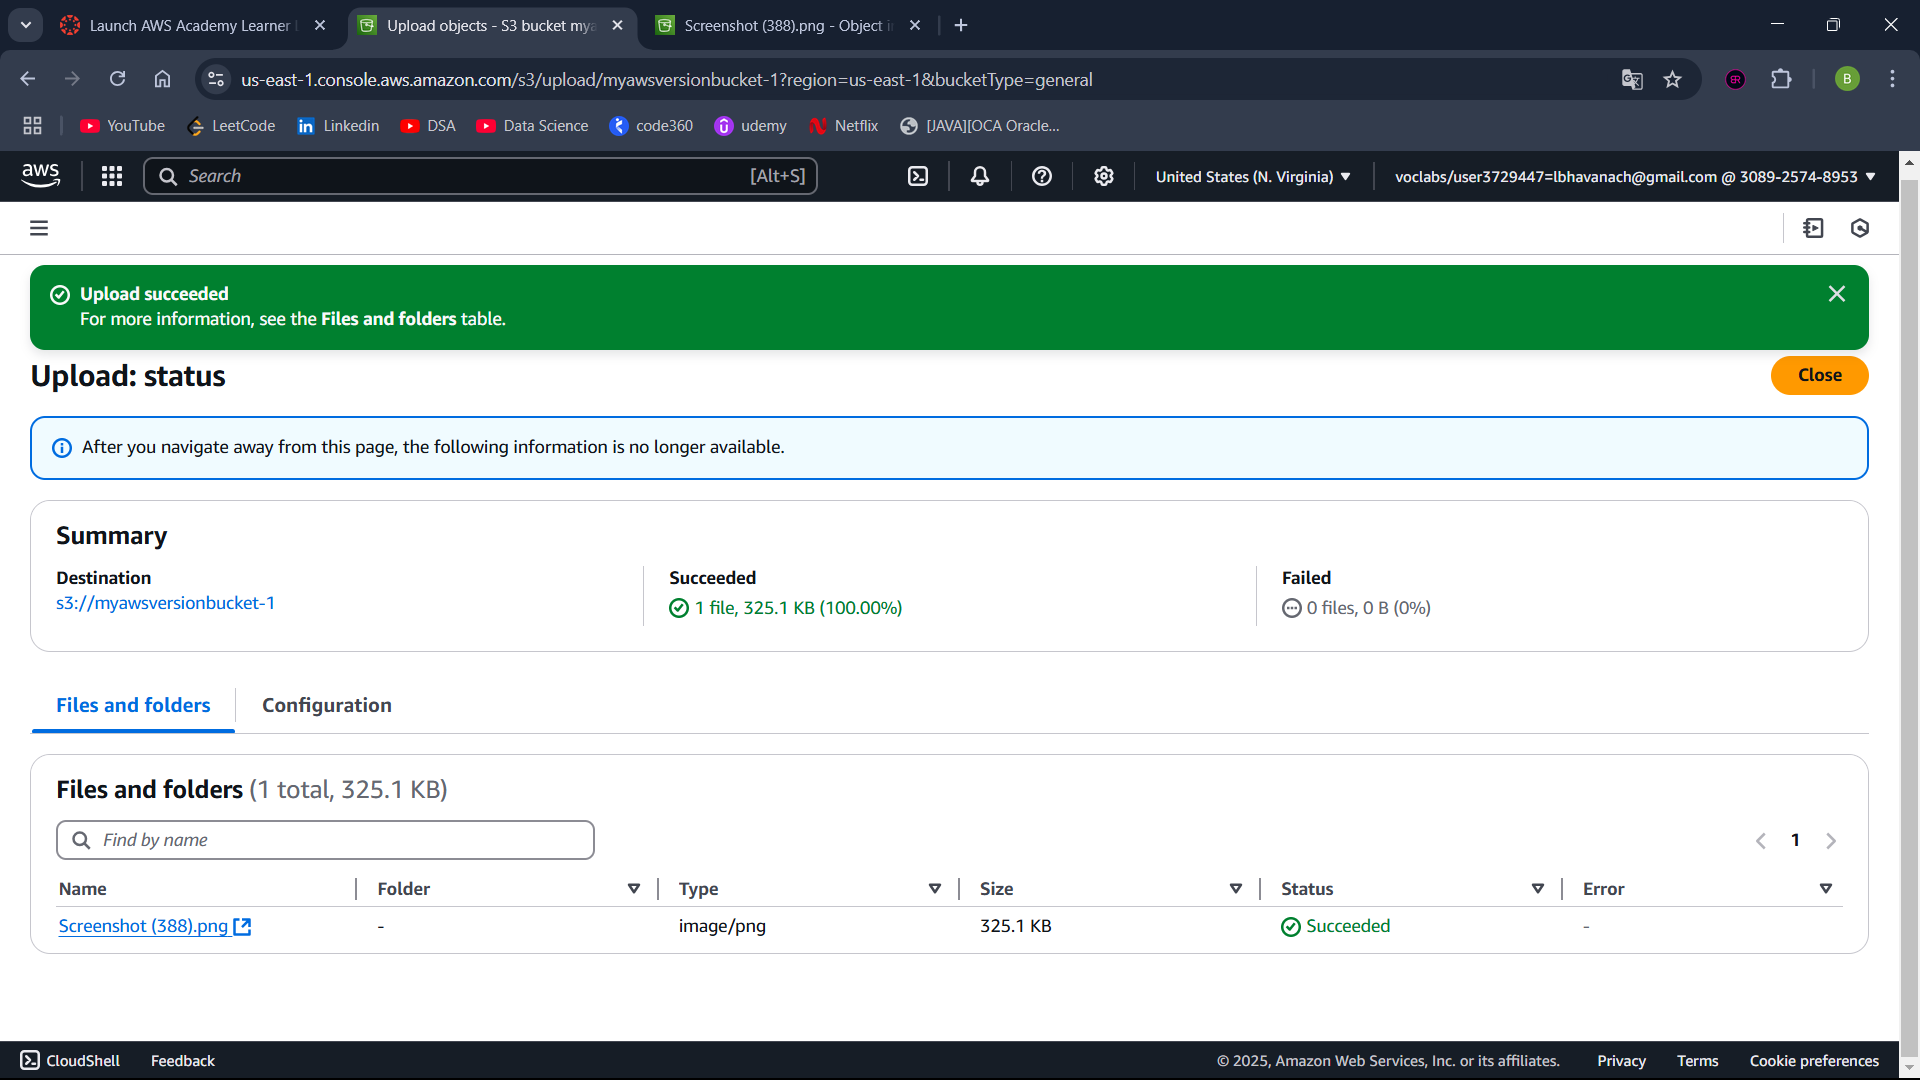 Launch AWS Academy Learner L
Upload objects - S3 bucket mya
Screenshot (388).png - Object i
us-east-1.console.aws.amazon.com/s3/upload/myawsversionbucket-1?region=us-east-1&bucketType=general
B
YouTube LeetCode Linkedin DSA Data Science code360 udemy Netflix [JAVA][OCA Oracle...
aws Search [Alt+S] United States (N. Virginia) voclabs/user3729447=lbhavanach@gmail.com @ 3089-2574-8953
Upload succeeded
For more information, see the Files and folders table.
Upload: status
Close
After you navigate away from this page, the following information is no longer available.
Summary
Destination
s3://myawsversionbucket-1
Succeeded
1 file, 325.1 KB (100.00%)
Failed
0 files, 0 B (0%)
Files and folders Configuration
Files and folders (1 total, 325.1 KB)
Find by name
1
Name Folder Type Size Status Error
Screenshot (388).png - image/png 325.1 KB Succeeded -
CloudShell Feedback © 2025, Amazon Web Services, Inc. or its affiliates. Privacy Terms Cookie preferences